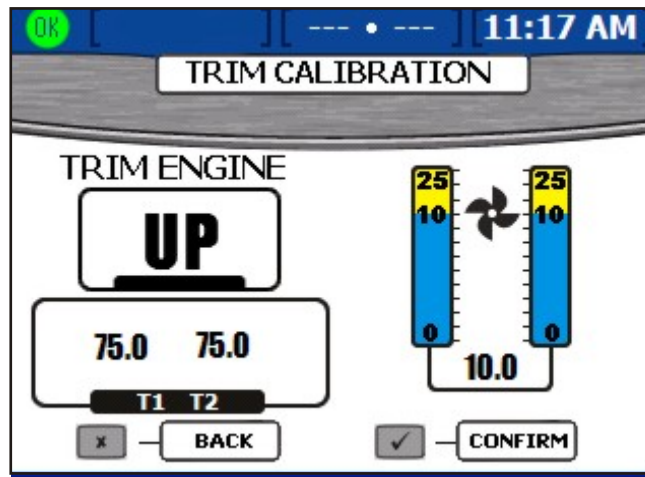 OK [ ][ --- • --- ][ 11:17 AM
TRIM CALIBRATION
TRIM ENGINE
UP
75.0 75.0
T1 T2
25 25
10 10
0 0
10.0
x BACK
✓ CONFIRM